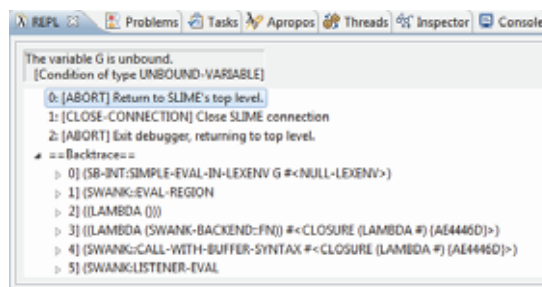 REPL Problems Tasks Apropos Threads Inspector Console
The variable G is unbound.
[Condition of type UNBOUND-VARIABLE]
0: [ABORT] Return to SLIME's top level.
1: [CLOSE-CONNECTION] Close SLIME connection
2: [ABORT] Exit debugger, returning to top level.
==Backtrace==
0] (SB-INT:SIMPLE-EVAL-IN-LEXENV G #<NULL-LEXENV>)
1] (SWANK::EVAL-REGION
2] ((LAMBDA ()))
3] ((LAMBDA (SWANK-BACKEND::FN)) #<CLOSURE (LAMBDA #) {AE4446D}>)
4] (SWANK::CALL-WITH-BUFFER-SYNTAX #<CLOSURE (LAMBDA #) {AE4446D}>)
5] (SWANK:LISTENER-EVAL